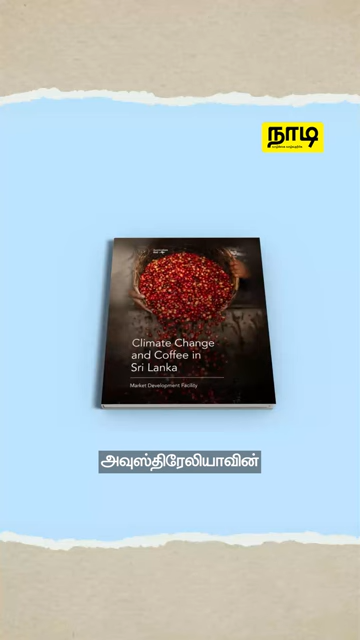 நாடி
Climate Change
and Coffee in
Sri Lanka
Market Development Facility
அவுஸ்திரேலியாவின்